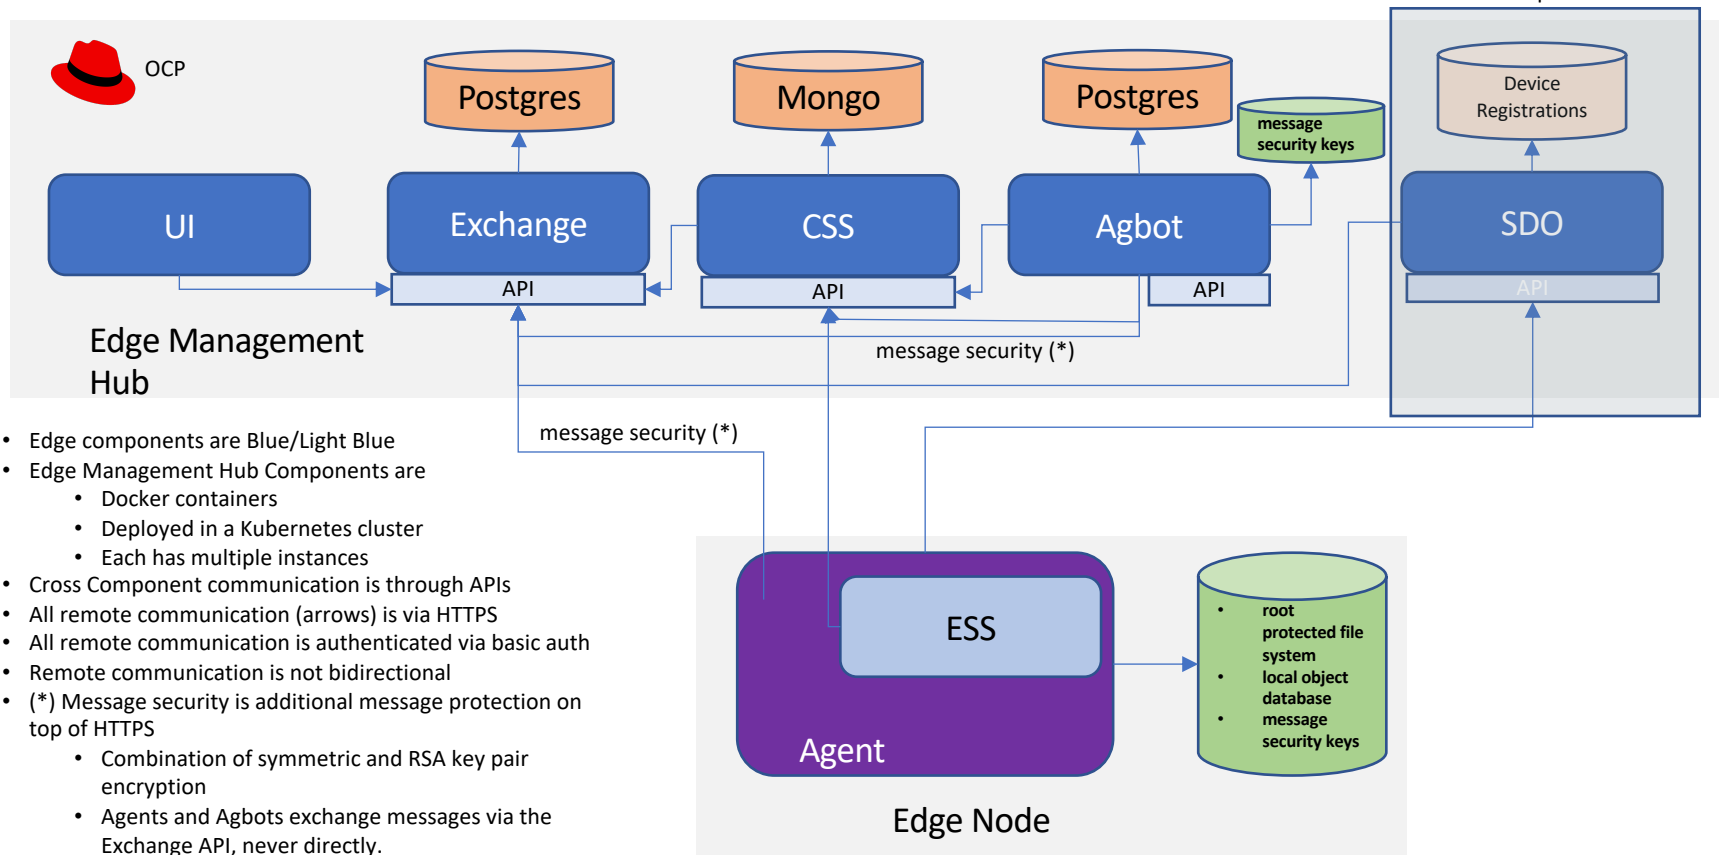 OCP
Postgres
Mongo
Postgres
message
security keys
Device
Registrations
UI
Exchange
CSS
Agbot
SDO
API
API
API
API
Edge Management
Hub
message security (*)
message security (*)
• Edge components are Blue/Light Blue
• Edge Management Hub Components are
• Docker containers
• Deployed in a Kubernetes cluster
• Each has multiple instances
• Cross Component communication is through APIs
• All remote communication (arrows) is via HTTPS
• All remote communication is authenticated via basic auth
• Remote communication is not bidirectional
• (*) Message security is additional message protection on
top of HTTPS
• Combination of symmetric and RSA key pair
encryption
• Agents and Agbots exchange messages via the
Exchange API, never directly.
ESS
Agent
• root
protected file
system
• local object
database
• message
security keys
Edge Node